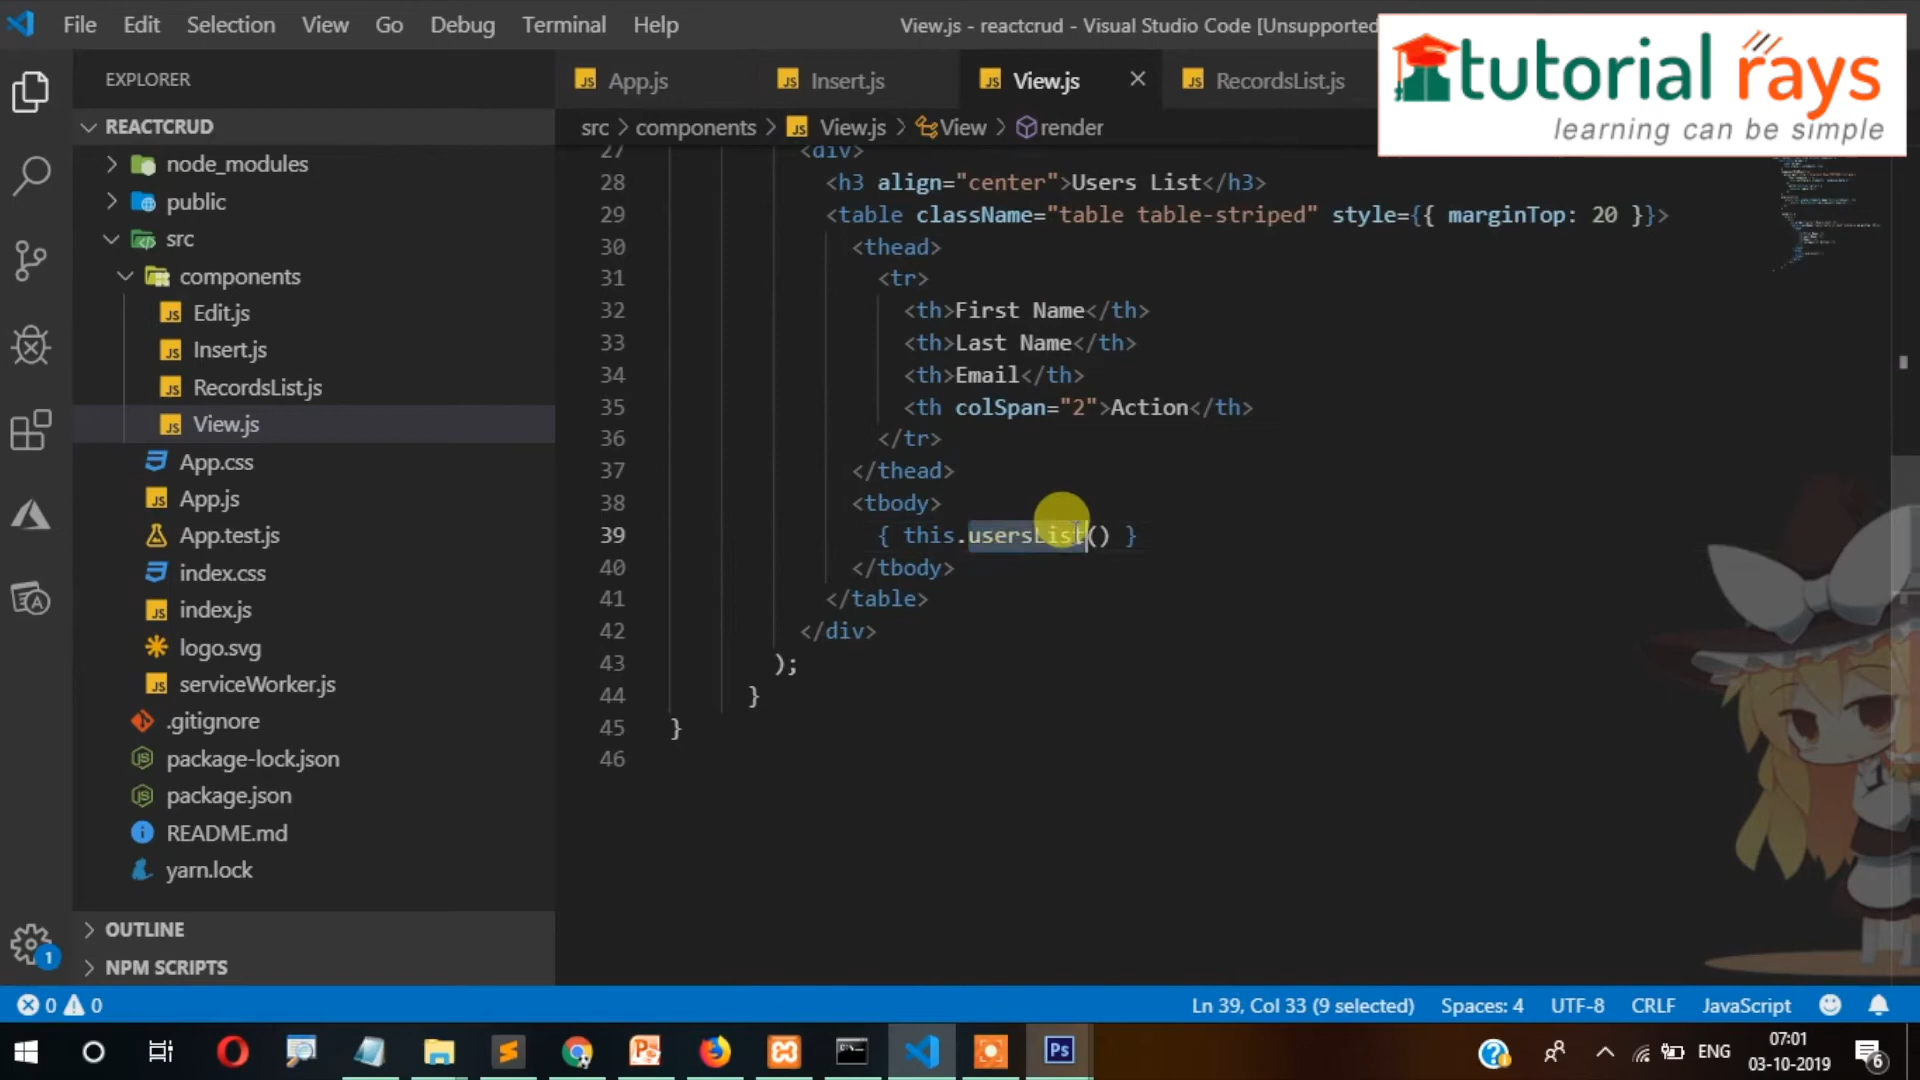 File Edit Selection View Go Debug Terminal Help
View.js - reactcrud - Visual Studio Code [Unsupported
tutorial rays
learning can be simple
EXPLORER
REACTCRUD
node_modules
public
src
components
Edit.js
Insert.js
RecordsList.js
View.js
App.css
App.js
App.test.js
index.css
index.js
logo.svg
serviceWorker.js
.gitignore
package-lock.json
package.json
README.md
yarn.lock
OUTLINE
NPM SCRIPTS
1
App.js Insert.js View.js RecordsList.js
src > components > View.js > View > render
27 <div>
28 <h3 align="center">Users List</h3>
29 <table className="table table-striped" style={{ marginTop: 20 }}>
30 <thead>
31 <tr>
32 <th>First Name</th>
33 <th>Last Name</th>
34 <th>Email</th>
35 <th colSpan="2">Action</th>
36 </tr>
37 </thead>
38 <tbody>
39 { this.usersList() }
40 </tbody>
41 </table>
42 </div>
43 );
44 }
45 }
46
0 0 Ln 39, Col 33 (9 selected) Spaces: 4 UTF-8 CRLF JavaScript
Ps
ENG
07:01
03-10-2019
6